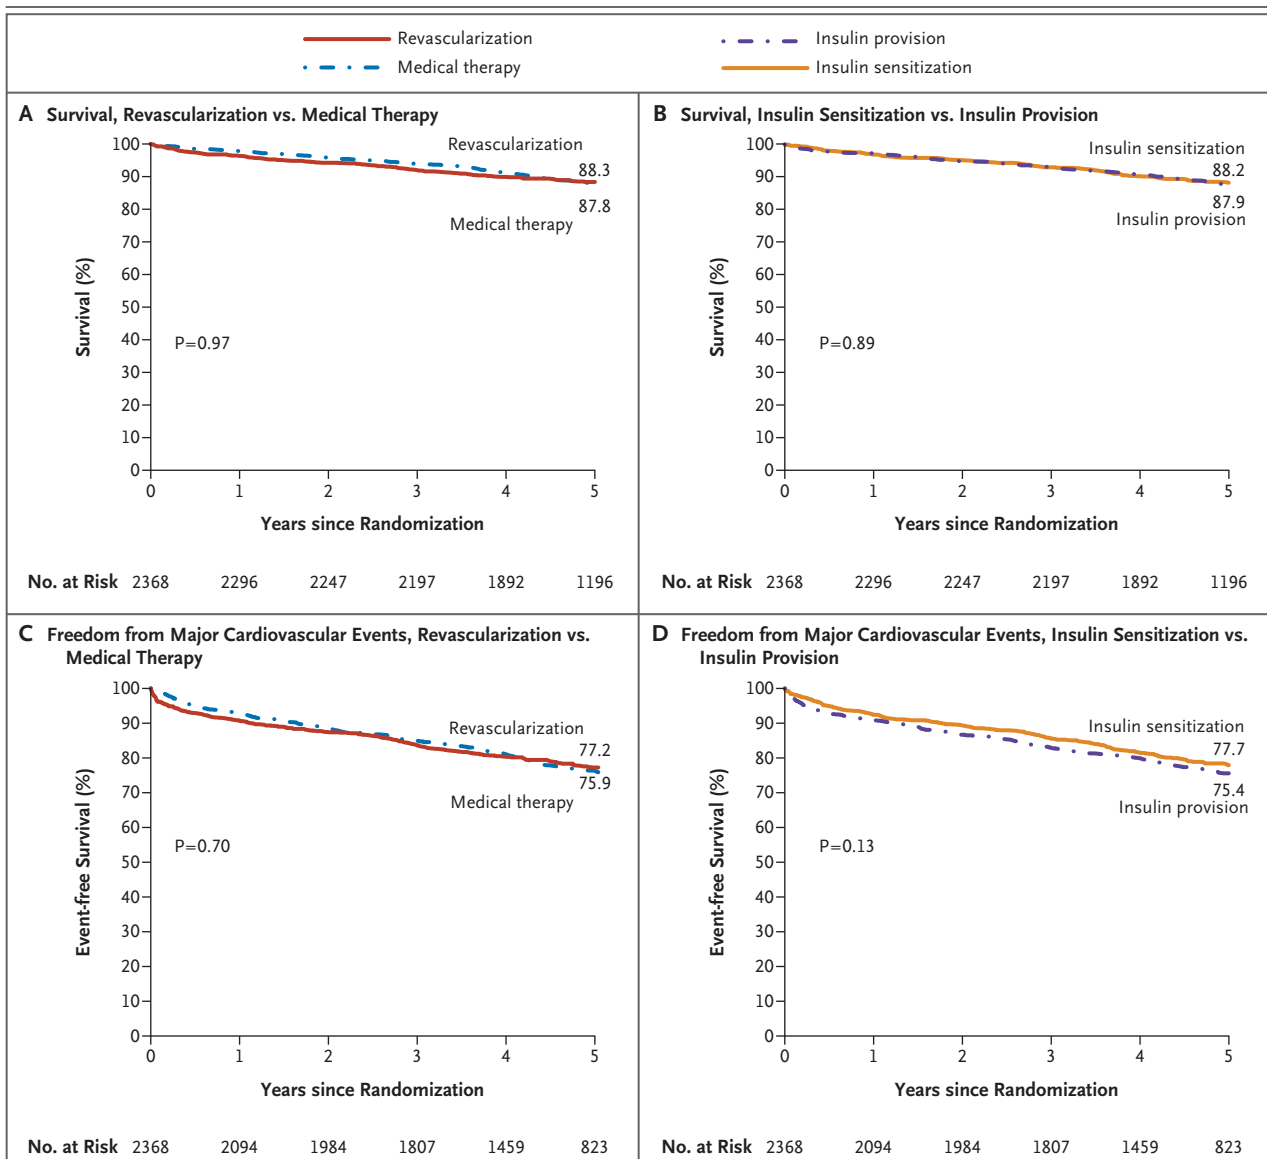 Revascularization
Medical therapy
Insulin provision
Insulin sensitization
A Survival, Revascularization vs. Medical Therapy
100
90
80
70
60
50
40
30
20
10
0
Survival (%)
Revascularization
88.3
87.8
Medical therapy
P=0.97
0 1 2 3 4 5
Years since Randomization
No. at Risk 2368 2296 2247 2197 1892 1196
B Survival, Insulin Sensitization vs. Insulin Provision
100
90
80
70
60
50
40
30
20
10
0
Survival (%)
Insulin sensitization
88.2
87.9
Insulin provision
P=0.89
0 1 2 3 4 5
Years since Randomization
No. at Risk 2368 2296 2247 2197 1892 1196
C Freedom from Major Cardiovascular Events, Revascularization vs.
Medical Therapy
100
90
80
70
60
50
40
30
20
10
0
Event-free Survival (%)
Revascularization
77.2
75.9
Medical therapy
P=0.70
0 1 2 3 4 5
Years since Randomization
No. at Risk 2368 2094 1984 1807 1459 823
D Freedom from Major Cardiovascular Events, Insulin Sensitization vs.
Insulin Provision
100
90
80
70
60
50
40
30
20
10
0
Event-free Survival (%)
Insulin sensitization
77.7
75.4
Insulin provision
P=0.13
0 1 2 3 4 5
Years since Randomization
No. at Risk 2368 2094 1984 1807 1459 823